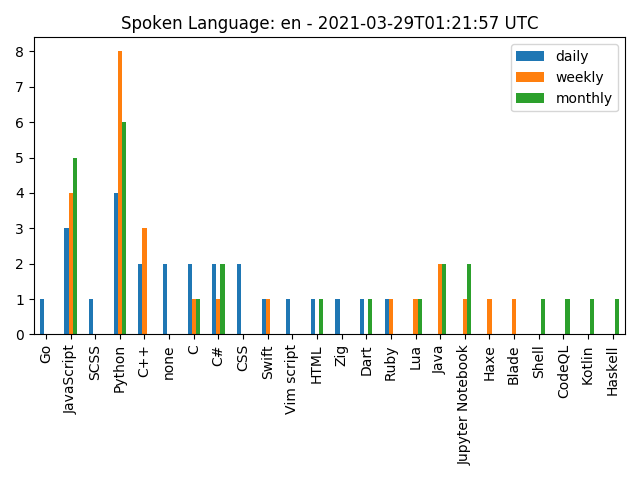 Spoken Language: en - 2021-03-29T01:21:57 UTC
daily
weekly
monthly
8
7
6
5
4
3
2
1
0
Go
JavaScript
SCSS
Python
C++
none
C
C#
CSS
Swift
Vim script
HTML
Zig
Dart
Ruby
Lua
Java
Jupyter Notebook
Haxe
Blade
Shell
CodeQL
Kotlin
Haskell